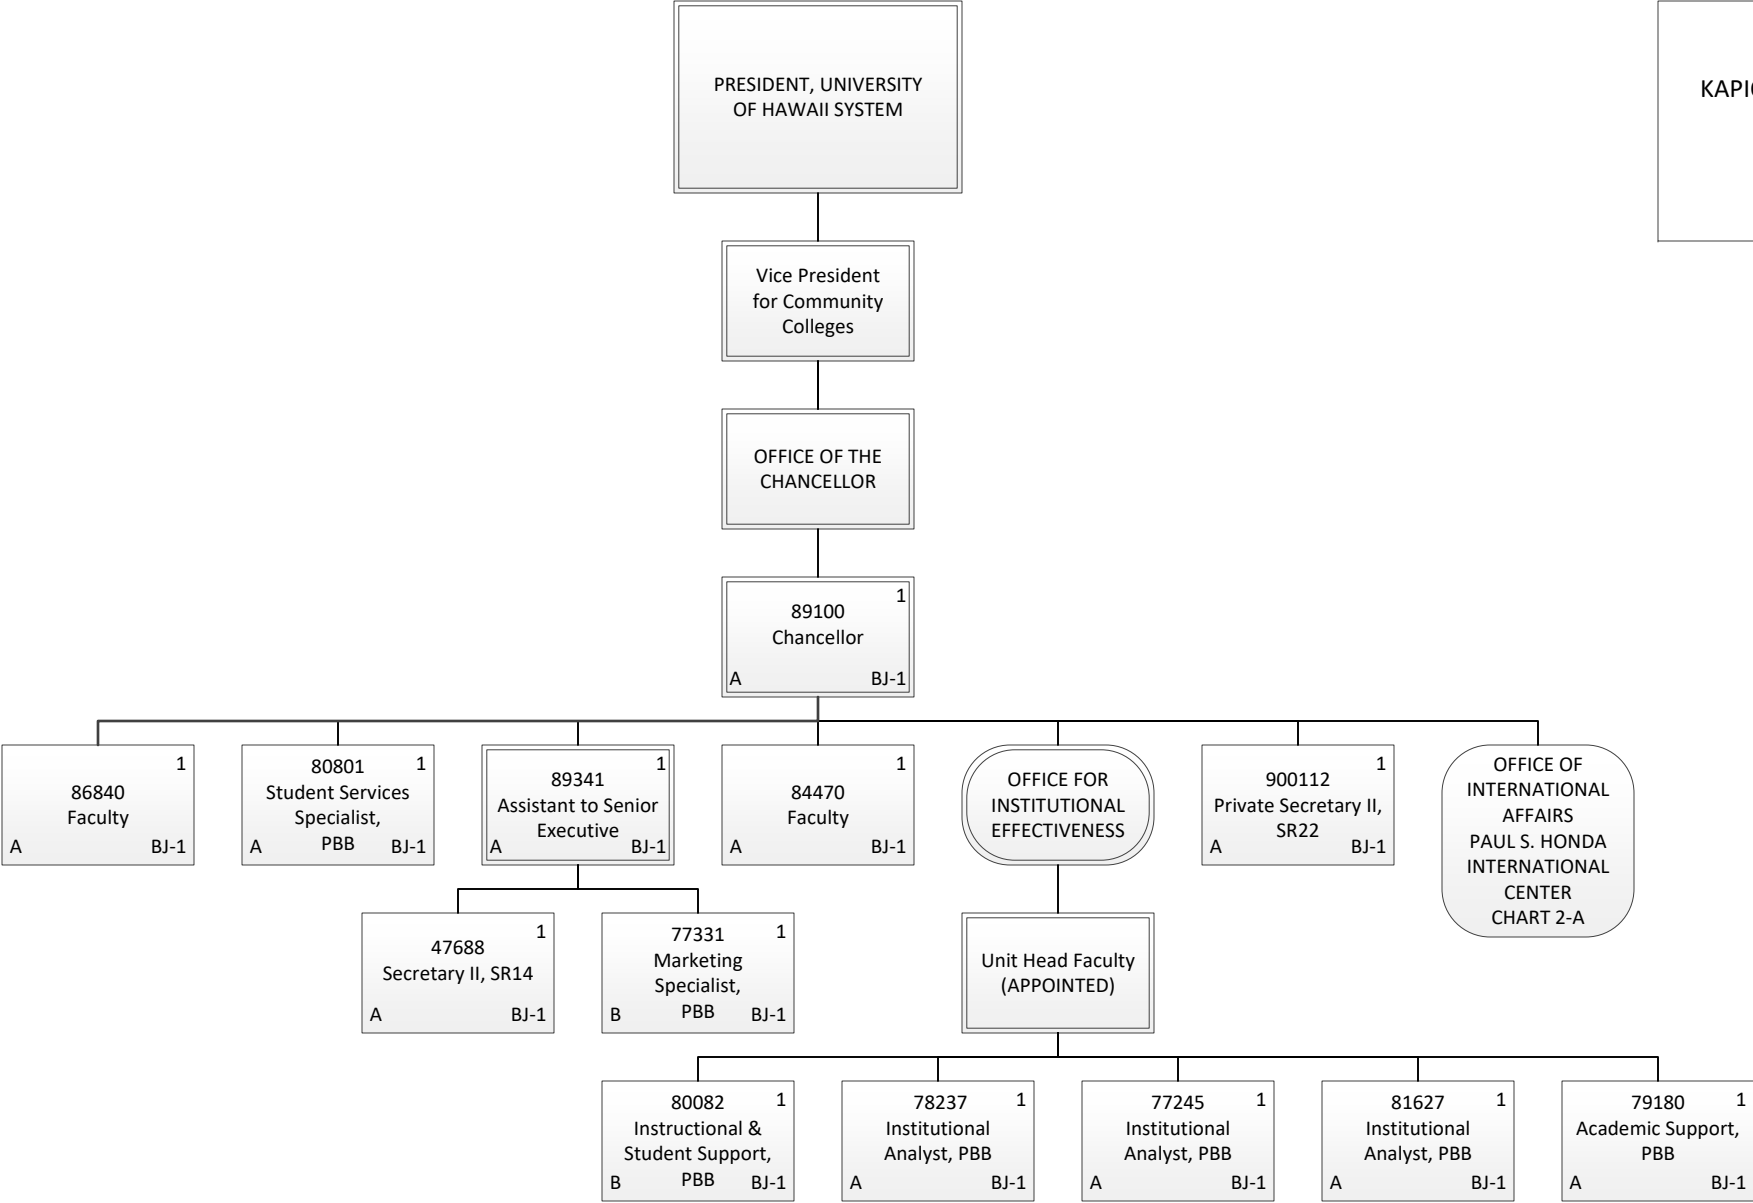 PRESIDENT, UNIVERSITY
OF HAWAII SYSTEM
Vice President
for Community
Colleges
OFFICE OF THE
CHANCELLOR
1
89100
Chancellor
A BJ-1
1
86840
Faculty
A BJ-1
80801 1
Student Services
Specialist,
A PBB BJ-1
1
89341
Assistant to Senior
Executive
A BJ-1
1
84470
Faculty
A BJ-1
OFFICE FOR
INSTITUTIONAL
EFFECTIVENESS
1
900112
Private Secretary II,
SR22
A BJ-1
OFFICE OF
INTERNATIONAL
AFFAIRS
PAUL S. HONDA
INTERNATIONAL
CENTER
CHART 2-A
1
47688
Secretary II, SR14
A BJ-1
77331 1
Marketing
Specialist,
B PBB BJ-1
Unit Head Faculty
(APPOINTED)
80082 1
Instructional &
Student Support,
B PBB BJ-1
78237 1
Institutional
Analyst, PBB
A BJ-1
77245 1
Institutional
Analyst, PBB
A BJ-1
81627 1
Institutional
Analyst, PBB
A BJ-1
79180 1
Academic Support,
PBB
A BJ-1